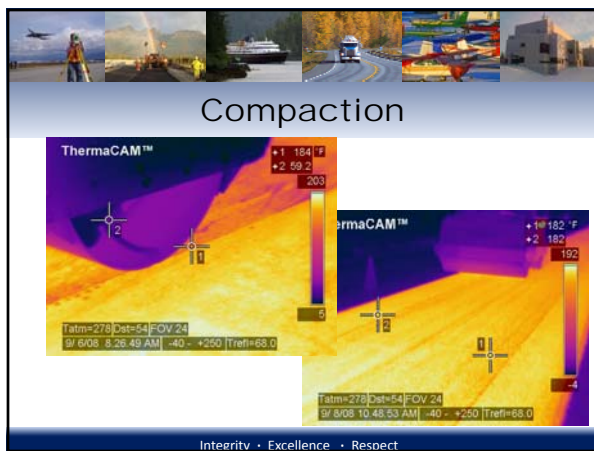 Compaction
ThermaCAM™
+1 184 °F
+2 59.2
203
2
1
5
Tatm=278 Dst=54 FOV 24
9/ 6/08 8.26.49 AM -40 - +250 Trefl=68.0
ermaCAM™
+1 182 °F
+2 182
192
2
1
-4
Tatm=278 Dst=54 FOV 24
9/ 8/08 10.48.53 AM -40 - +250 Trefl=68.0
Integrity · Excellence · Respect